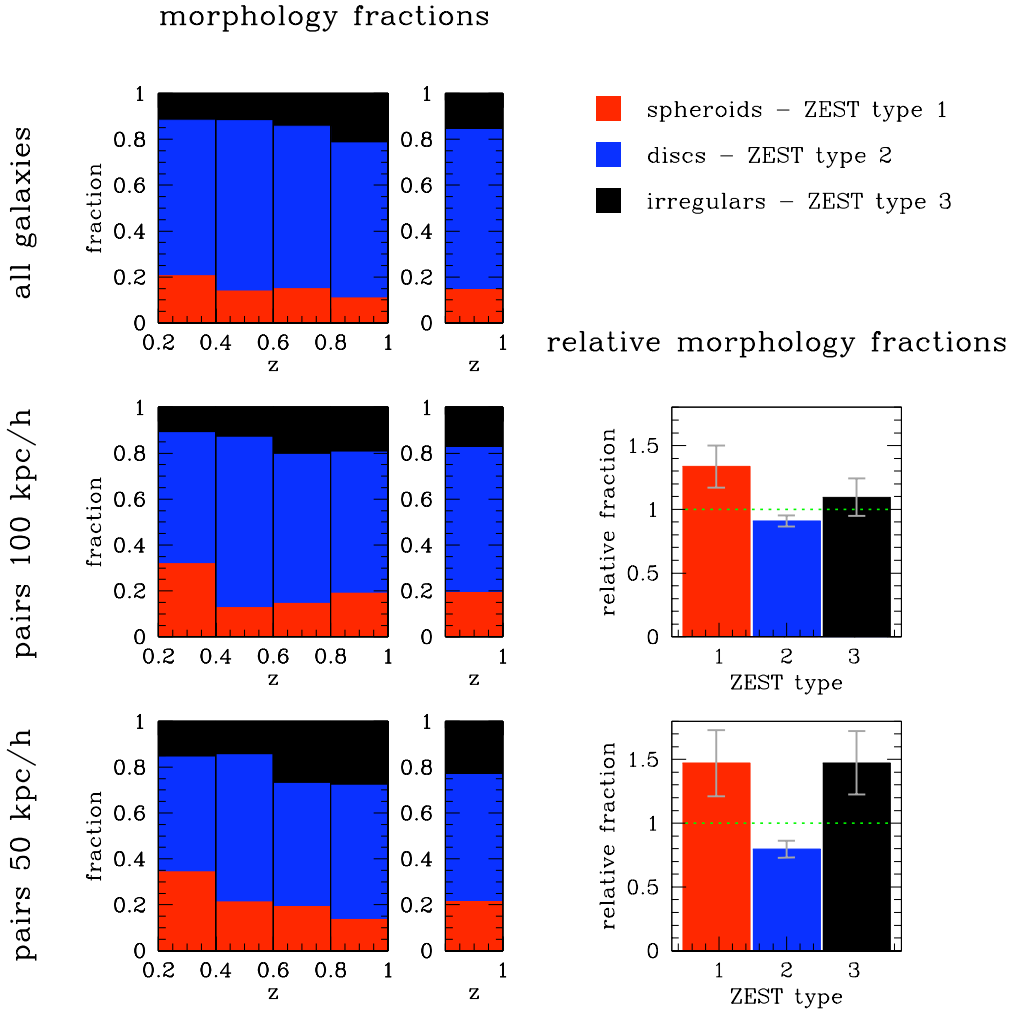 morphology fractions
all galaxies
fraction
1
0.8
0.6
0.4
0.2
0
0.2 0.4 0.6 0.8 1
z
1
0.8
0.6
0.4
0.2
0
1
z
spheroids – ZEST type 1
discs – ZEST type 2
irregulars – ZEST type 3
relative morphology fractions
pairs 100 kpc/h
fraction
1
0.8
0.6
0.4
0.2
0
0.2 0.4 0.6 0.8 1
z
1
0.8
0.6
0.4
0.2
0
1
z
relative fraction
1.5
1
0.5
0
1 2 3
ZEST type
pairs 50 kpc/h
fraction
1
0.8
0.6
0.4
0.2
0
0.2 0.4 0.6 0.8 1
z
1
0.8
0.6
0.4
0.2
0
1
z
relative fraction
1.5
1
0.5
0
1 2 3
ZEST type